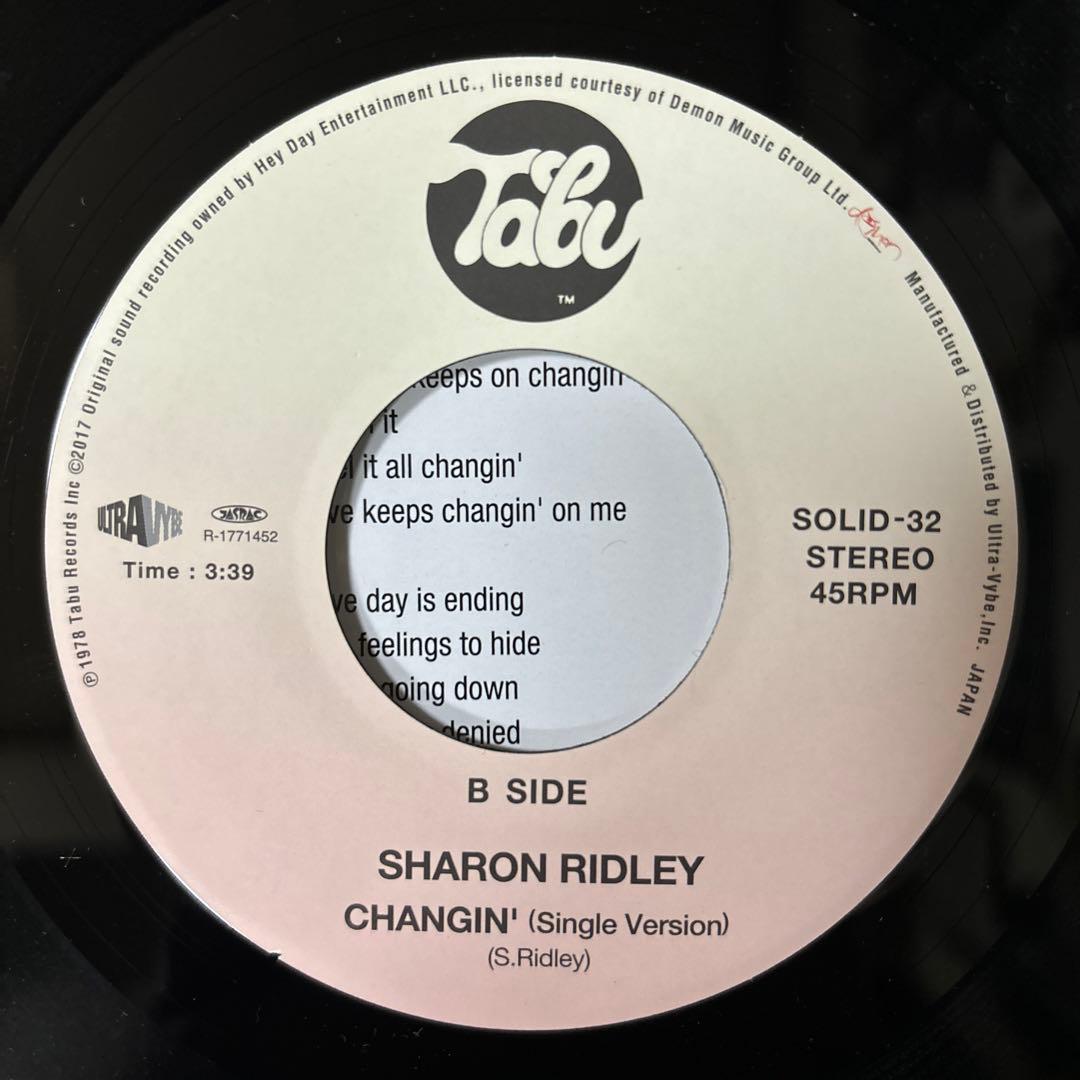 ℗1978 Tabu Records Inc ©2017 Original sound recording owned by Hey Day Entertainment LLC., licensed courtesy of Demon Music Group Ltd.
Manufactured & Distributed by Ultra-Vybe,Inc. JAPAN
Tabu
TM
keeps on changin'
it
it all changin'
keeps changin' on me
day is ending
feelings to hide
going down
denied
ULTRA VYBE
JASRAC
R-1771452
Time : 3:39
SOLID-32
STEREO
45RPM
B SIDE
SHARON RIDLEY
CHANGIN' (Single Version)
(S.Ridley)